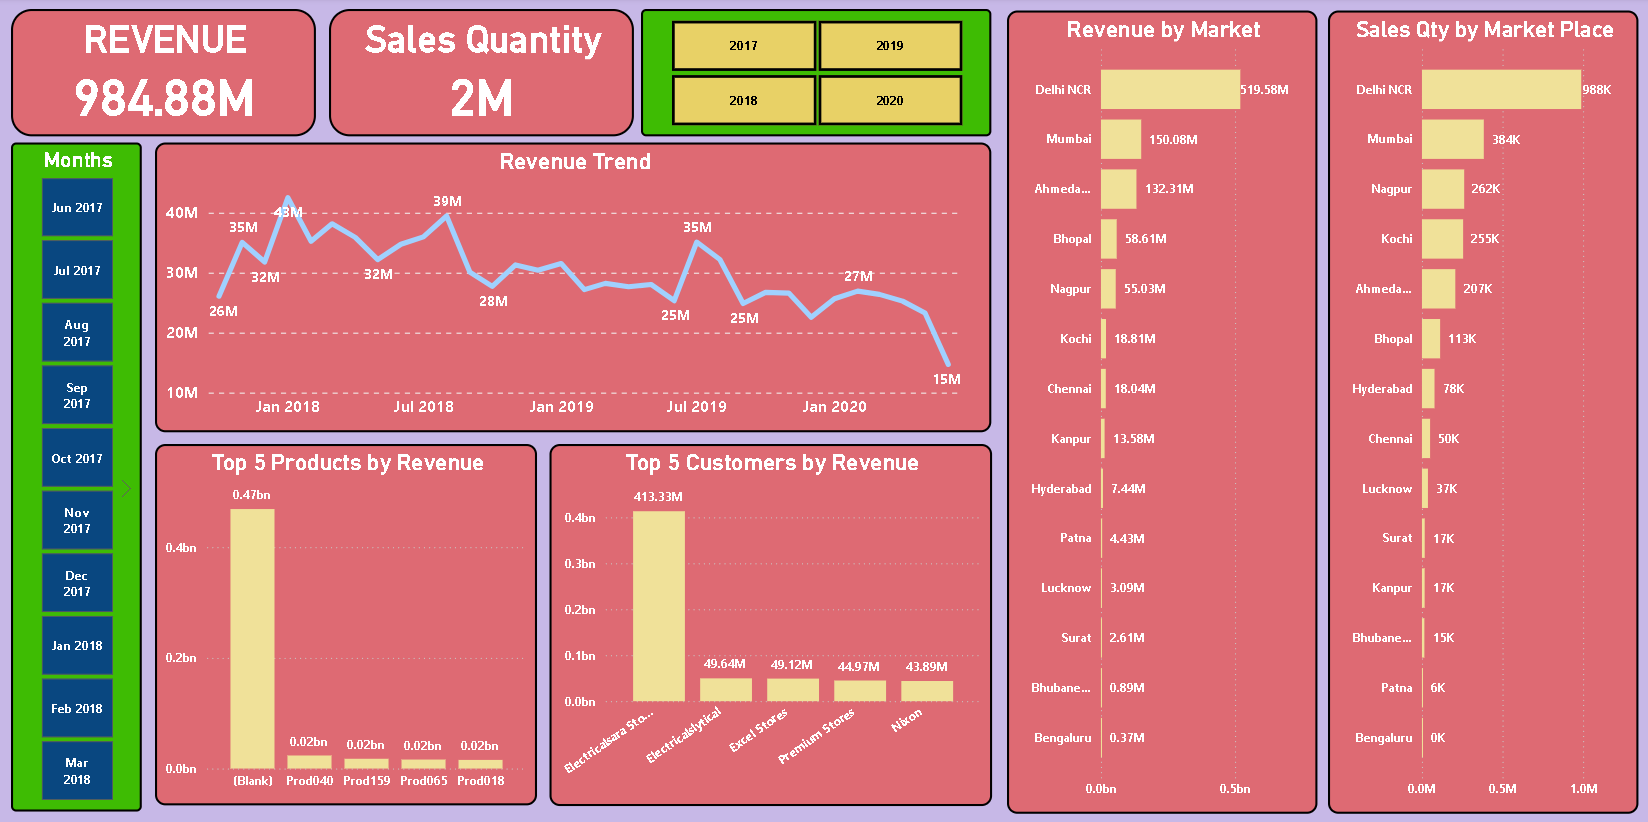 REVENUE
984.88M
Sales Quantity
2M
2017
2019
2018
2020
Months
Jun 2017
Jul 2017
Aug
2017
Sep
2017
Oct 2017
Nov
2017
Dec
2017
Jan 2018
Feb 2018
Mar
2018
Revenue Trend
40M
30M
20M
10M
26M
35M
32M
43M
32M
39M
28M
25M
35M
25M
27M
15M
Jan 2018
Jul 2018
Jan 2019
Jul 2019
Jan 2020
Top 5 Products by Revenue
0.4bn
0.2bn
0.0bn
0.47bn
0.02bn
0.02bn
0.02bn
0.02bn
(Blank)
Prod040
Prod159
Prod065
Prod018
Top 5 Customers by Revenue
0.4bn
0.3bn
0.2bn
0.1bn
0.0bn
413.33M
49.64M
49.12M
44.97M
43.89M
Electricalsara Sto...
Electricalslytical
Excel Stores
Premium Stores
Nixon
Revenue by Market
Delhi NCR 519.58M
Mumbai 150.08M
Ahmeda... 132.31M
Bhopal 58.61M
Nagpur 55.03M
Kochi 18.81M
Chennai 18.04M
Kanpur 13.58M
Hyderabad 7.44M
Patna 4.43M
Lucknow 3.09M
Surat 2.61M
Bhubane... 0.89M
Bengaluru 0.37M
0.0bn
0.5bn
Sales Qty by Market Place
Delhi NCR 988K
Mumbai 384K
Nagpur 262K
Kochi 255K
Ahmeda... 207K
Bhopal 113K
Hyderabad 78K
Chennai 50K
Lucknow 37K
Surat 17K
Kanpur 17K
Bhubane... 15K
Patna 6K
Bengaluru 0K
0.0M
0.5M
1.0M